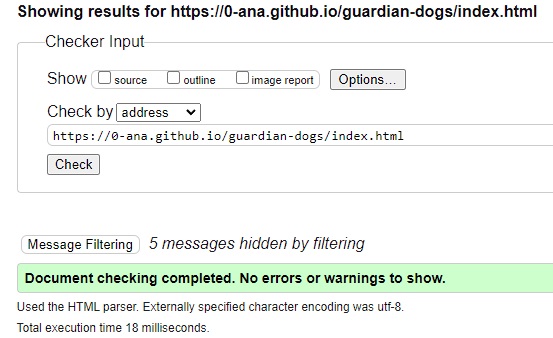 Showing results for https://0-ana.github.io/guardian-dogs/index.html
Checker Input
Show source outline image report Options...
Check by address
https://0-ana.github.io/guardian-dogs/index.html
Check
Message Filtering 5 messages hidden by filtering
Document checking completed. No errors or warnings to show.
Used the HTML parser. Externally specified character encoding was utf-8.
Total execution time 18 milliseconds.